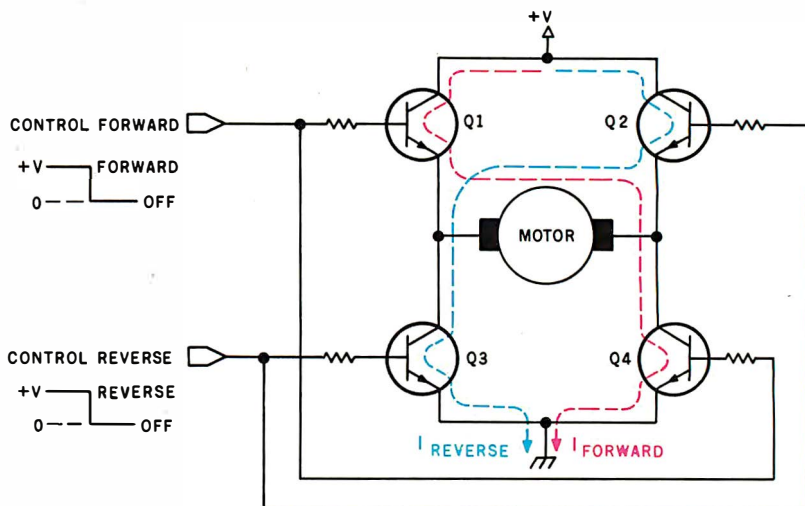 +V
Q1
Q2
CONTROL FORWARD
+V FORWARD
0 OFF
MOTOR
CONTROL REVERSE
Q3
Q4
+V REVERSE
0 OFF
I REVERSE
I FORWARD